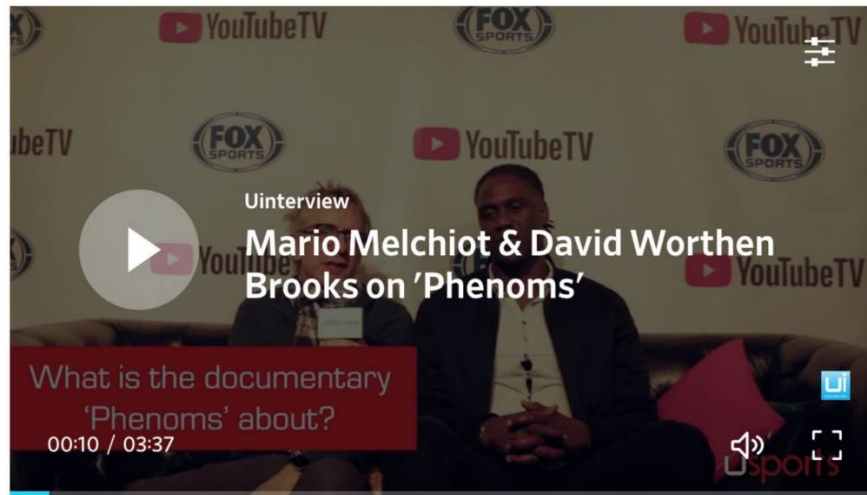 YouTubeTV
FOX
SPORTS
YouTubeTV
ubeTV
FOX
SPORTS
YouTubeTV
FOX
SPORTS
Uinterview
Mario Melchiot & David Worthen
Brooks on 'Phenoms'
YouTube
YouTubeTV
What is the documentary
'Phenoms' about?
ui
00:10 / 03:37
usports